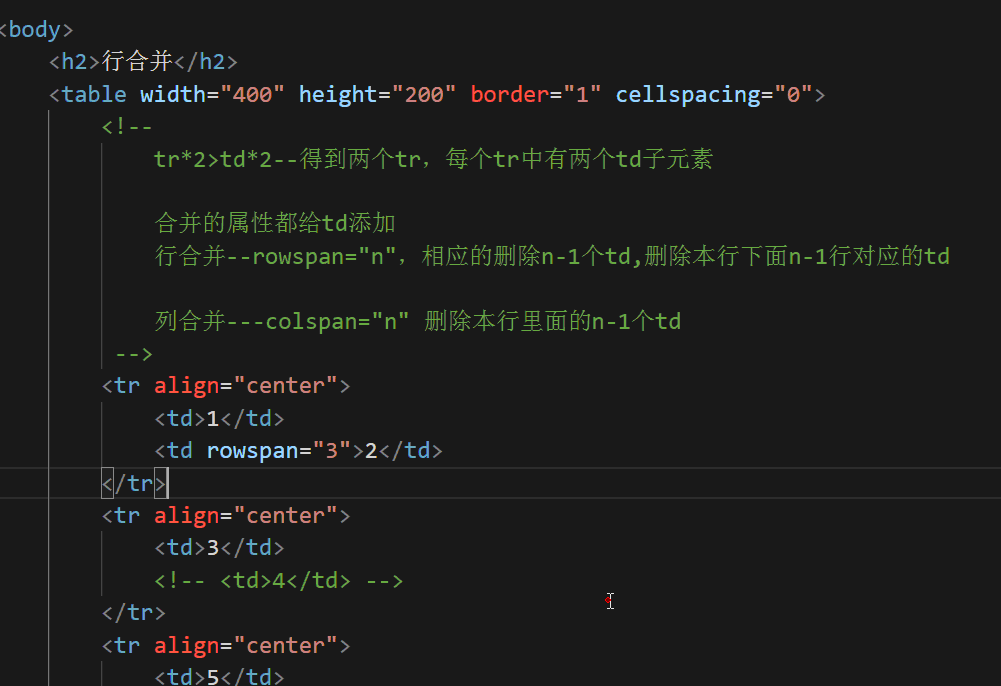 <body>
<h2>行合并</h2>
<table width="400" height="200" border="1" cellspacing="0">
<!--
tr*2>td*2--得到两个tr，每个tr中有两个td子元素
合并的属性都给td添加
行合并--rowspan="n"，相应的删除n-1个td,删除本行下面n-1行对应的td
列合并---colspan="n" 删除本行里面的n-1个td
-->
<tr align="center">
<td>1</td>
<td rowspan="3">2</td>
</tr>
<tr align="center">
<td>3</td>
<!-- <td>4</td> -->
</tr>
<tr align="center">
<td>5</td>